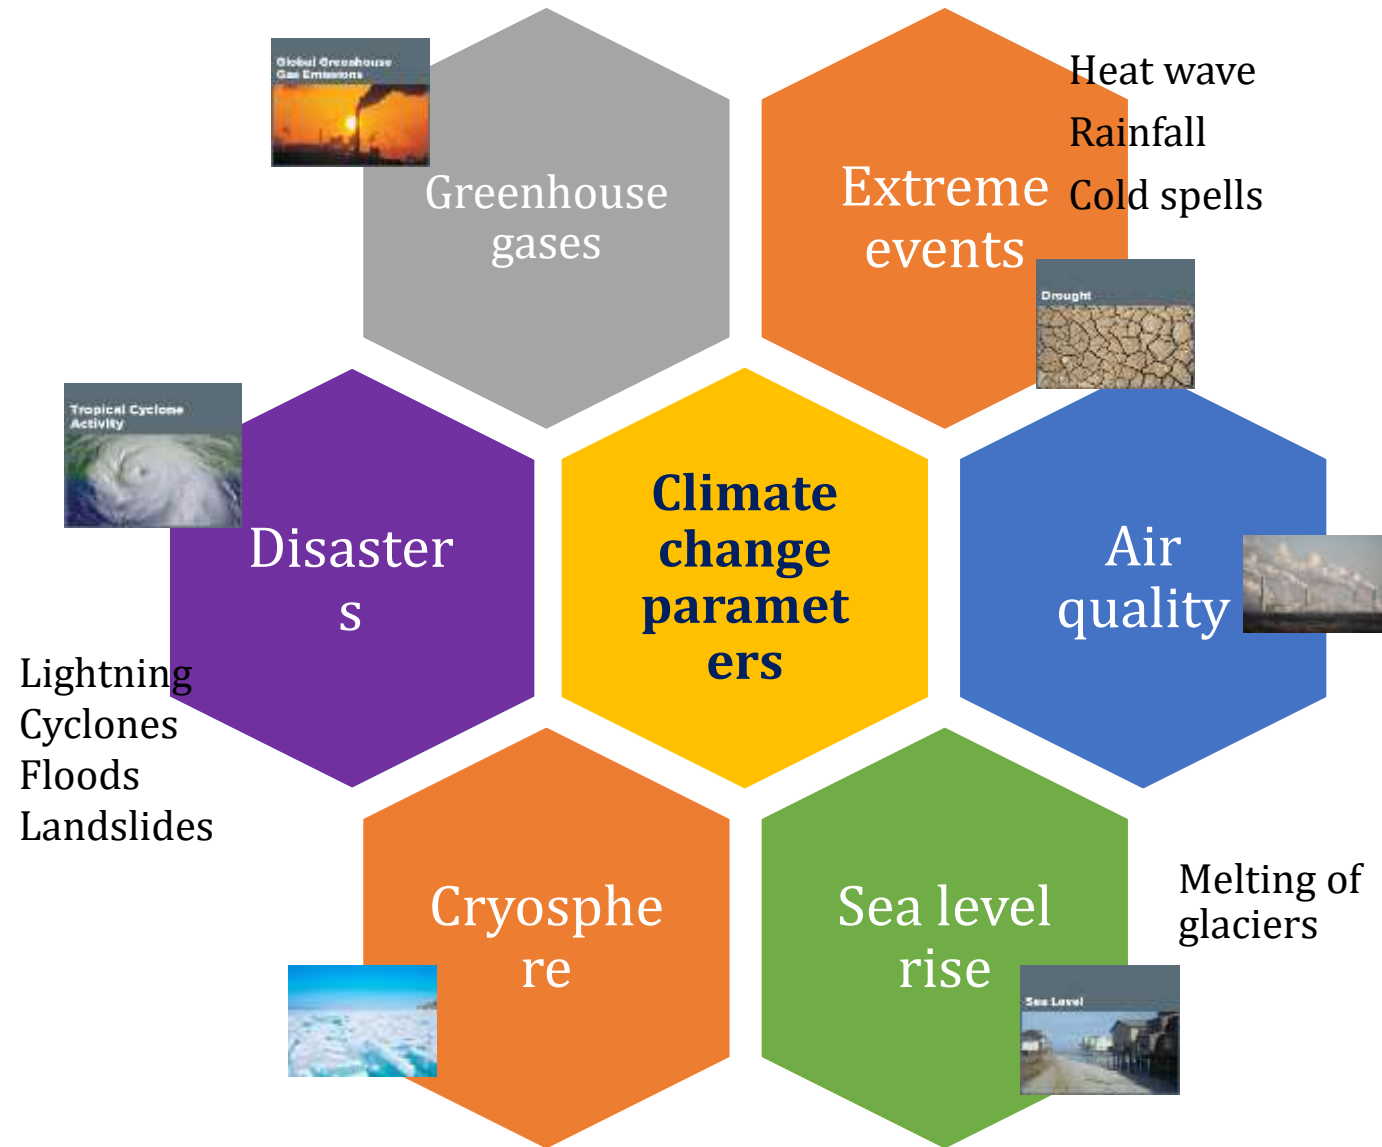 Global Greenhouse
Gas Emissions
Greenhouse
gases
Extreme
events
Heat wave
Rainfall
Cold spells
Drought
Tropical Cyclone
Activity
Disaster
s
Lightning
Cyclones
Floods
Landslides
Climate
change
paramet
ers
Air
quality
Cryosphe
re
Sea level
rise
Melting of
glaciers
Sea Level